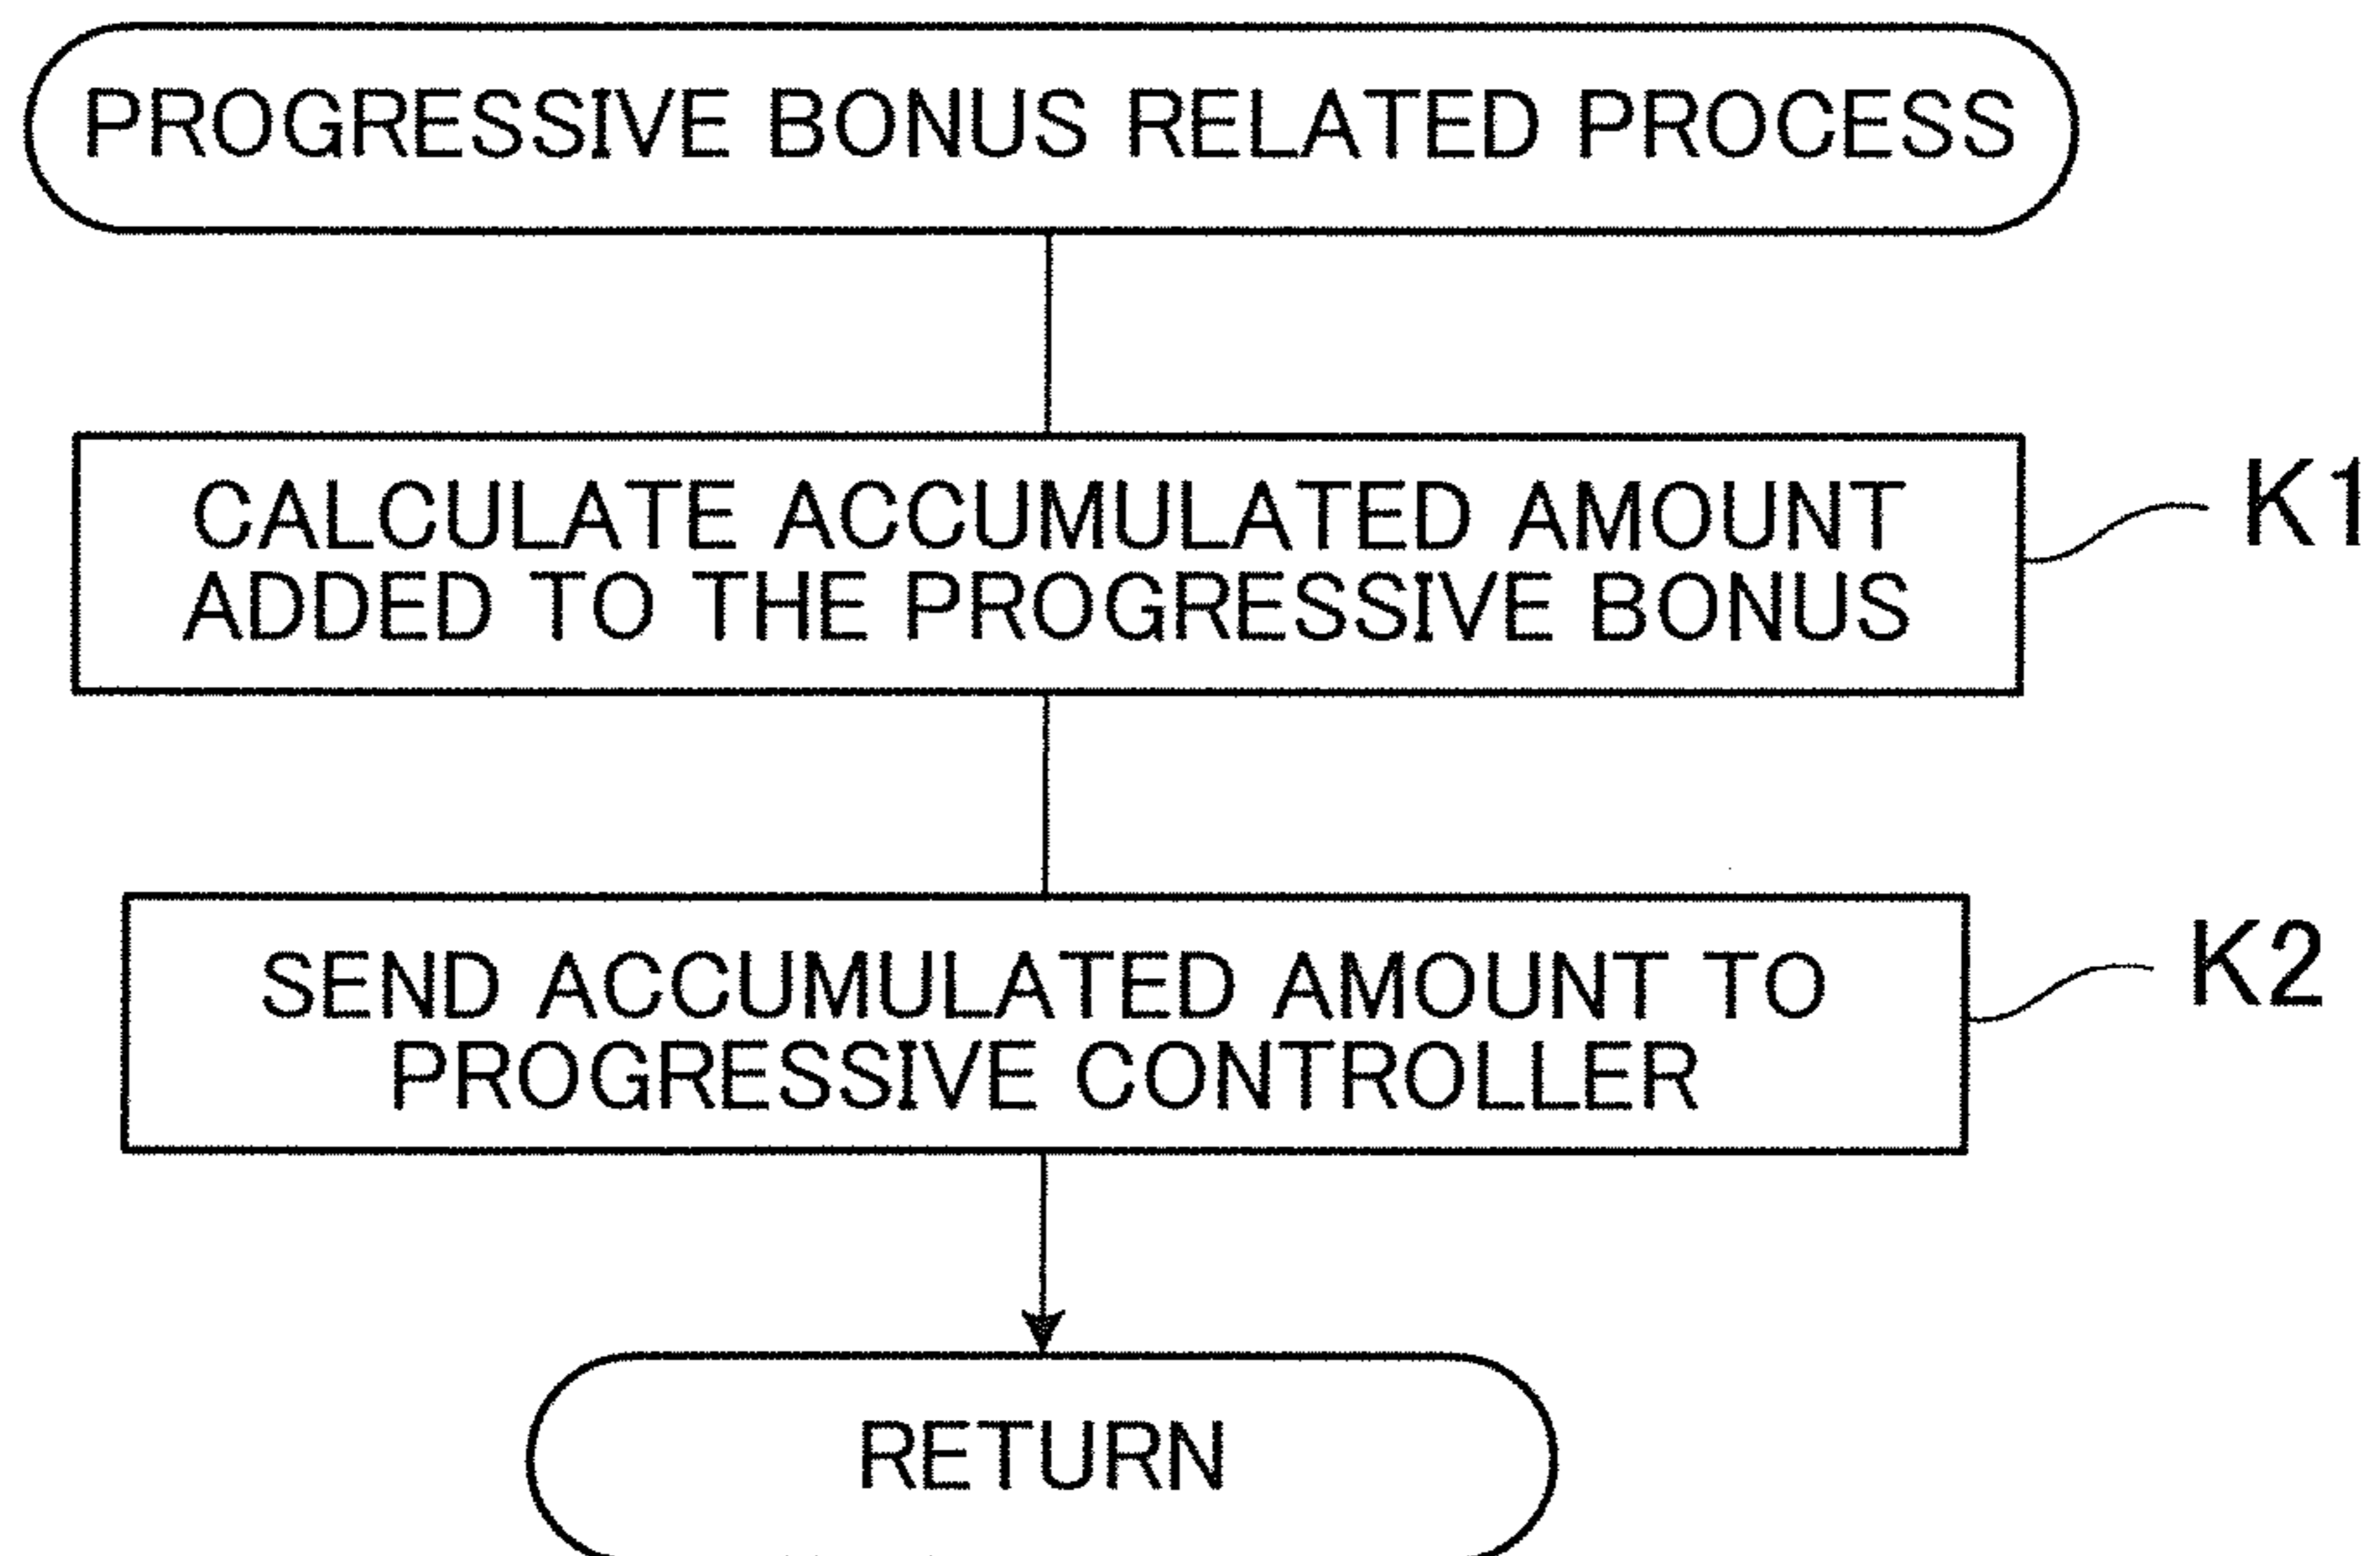 PROGRESSIVE BONUS RELATED PROCESS
CALCULATE ACCUMULATED AMOUNT
ADDED TO THE PROGRESSIVE BONUS
K1
SEND ACCUMULATED AMOUNT TO
PROGRESSIVE CONTROLLER
K2
RETURN